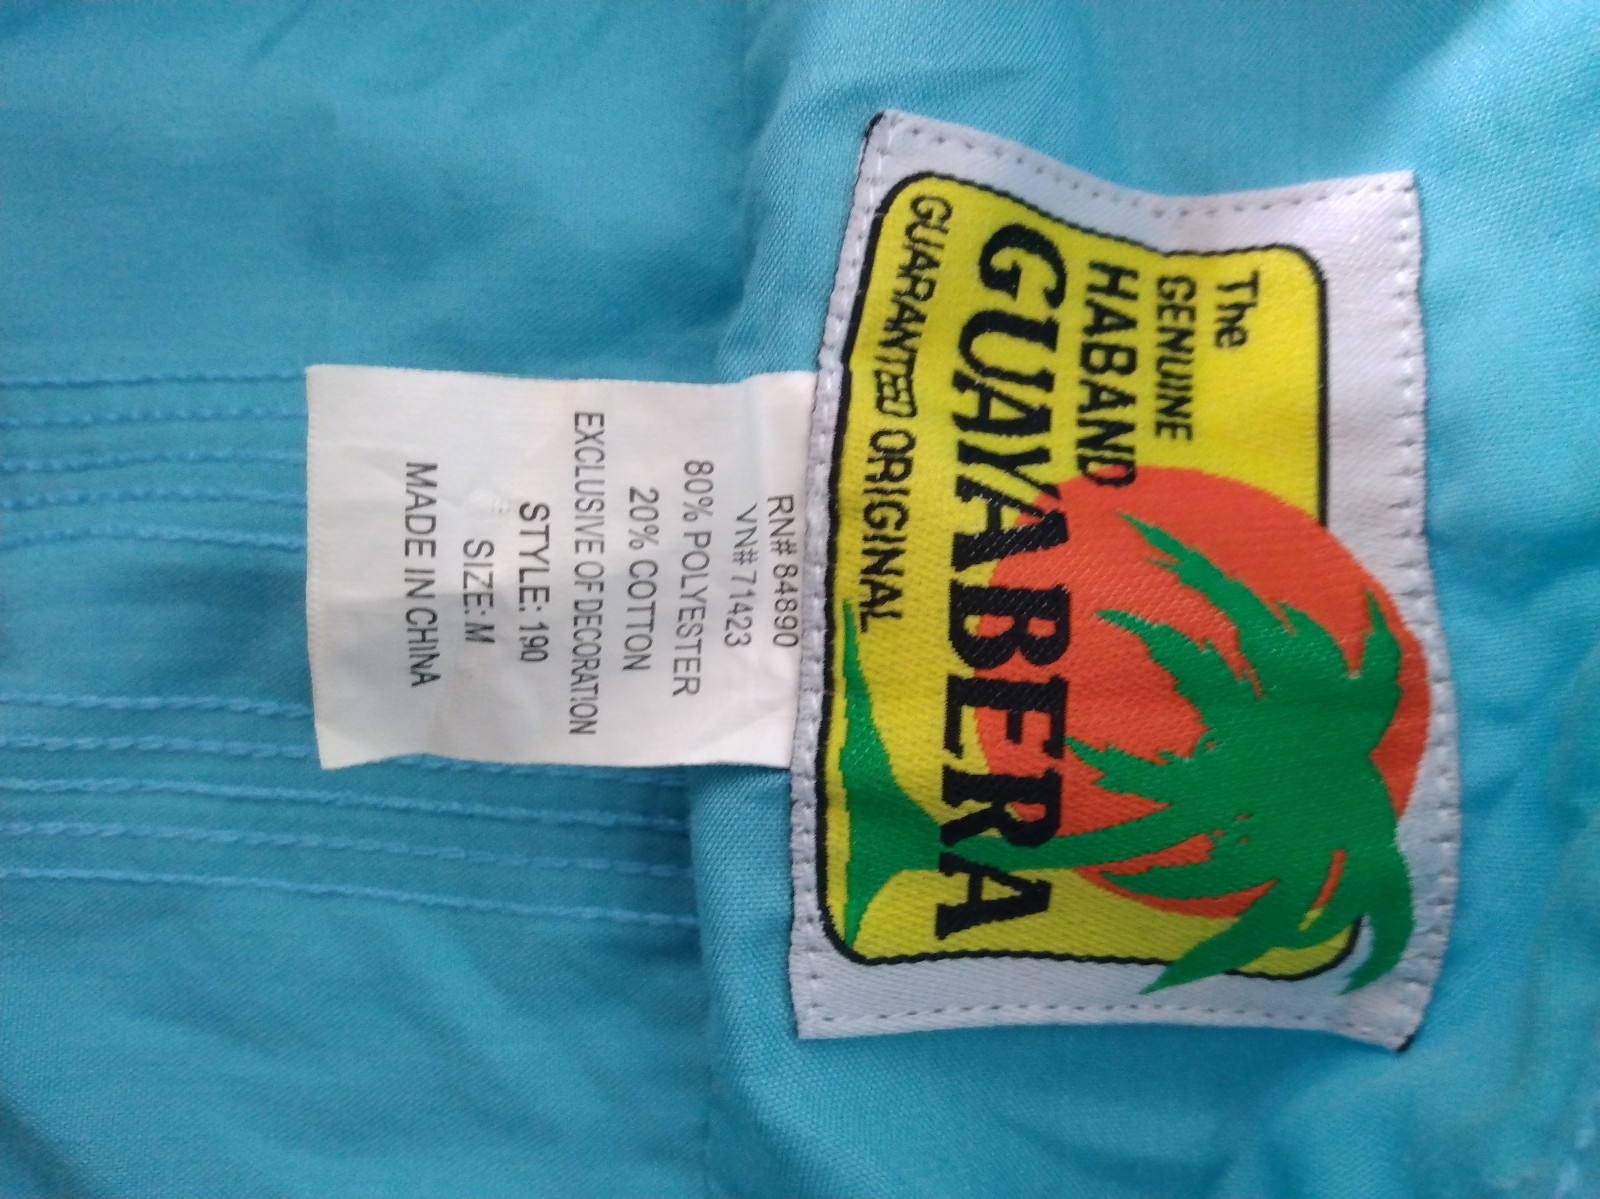 The
GENUINE
HABAND
GUAYABERA
GUARANTEED ORIGINAL
RN# 84890
VN# 71423
80% POLYESTER
20% COTTON
EXCLUSIVE OF DECORATION
STYLE: 190
SIZE: M
MADE IN CHINA